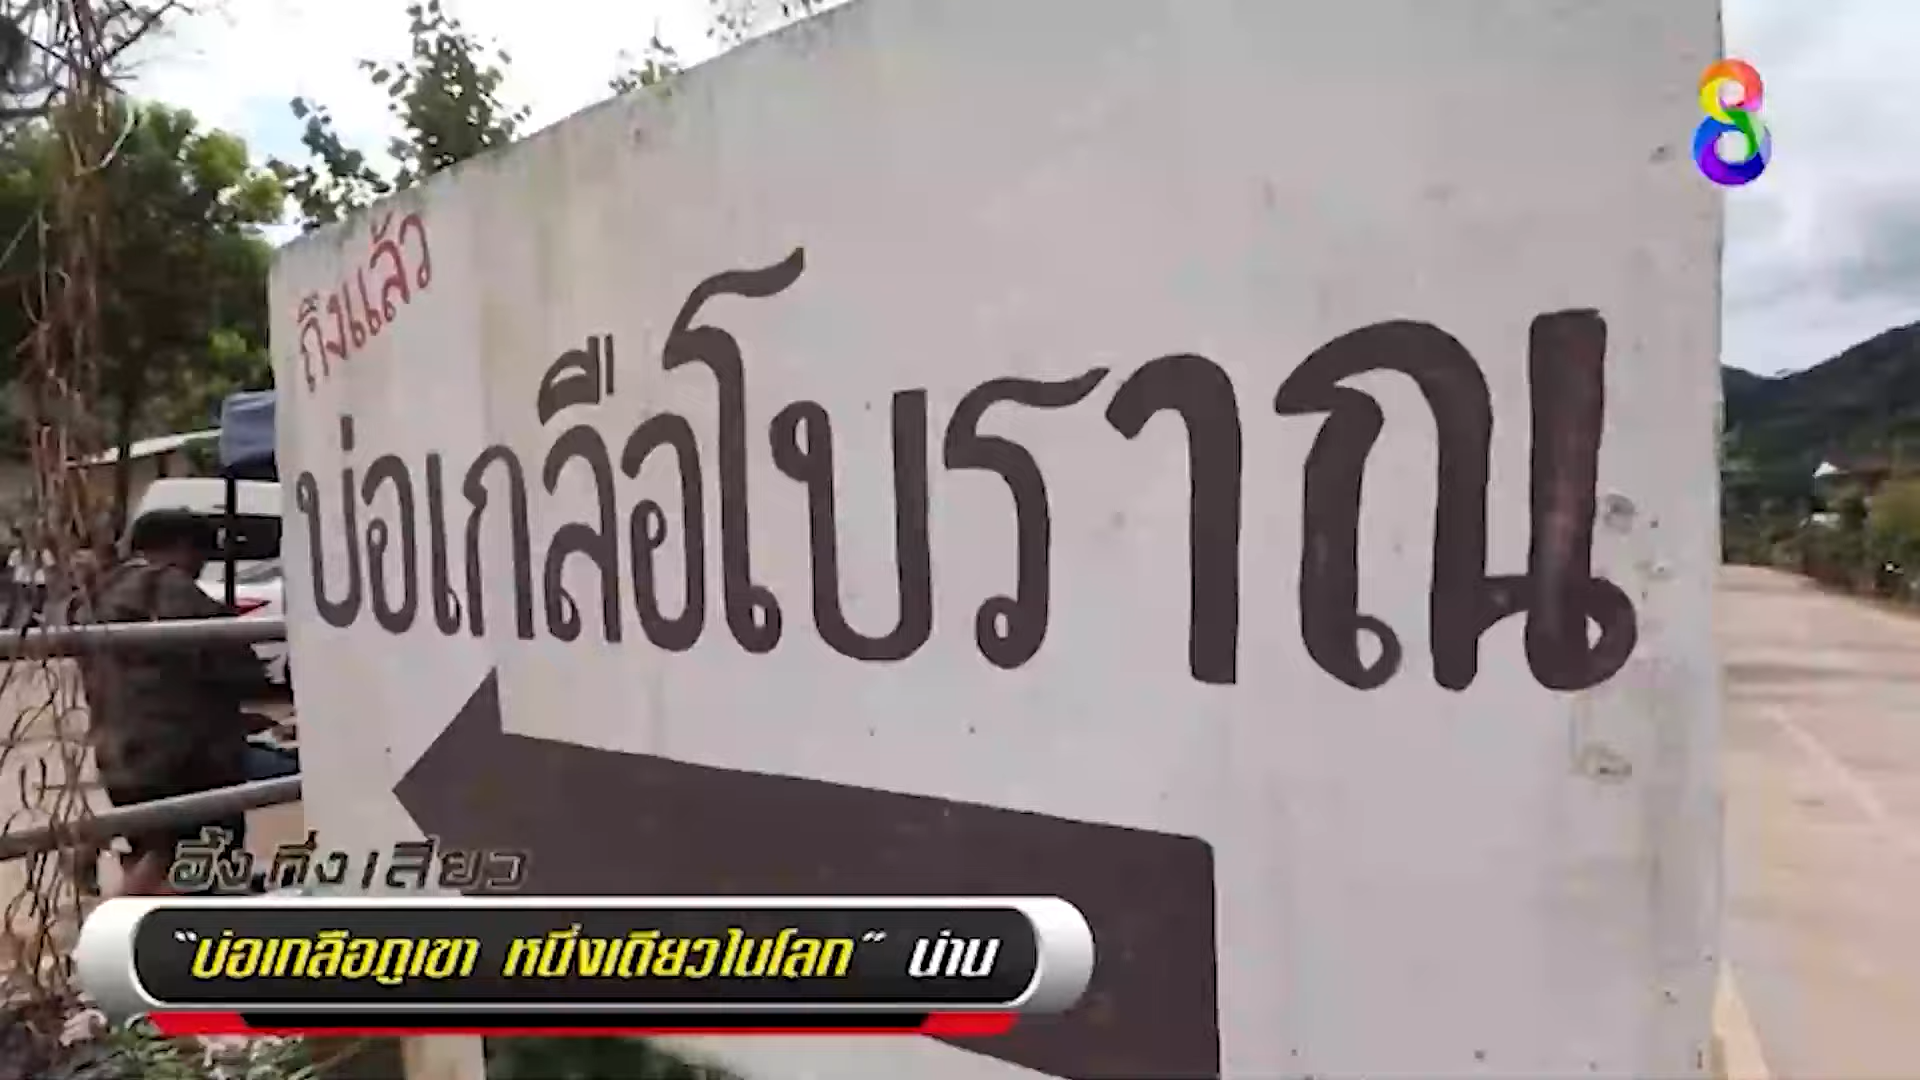 8
ถึงแล้ว
บ่อเกลือโบราณ
อึ้ง ทึ่ง เสียว
“บ่อเกลือภูเขา หนึ่งเดียวในโลก” น่าน